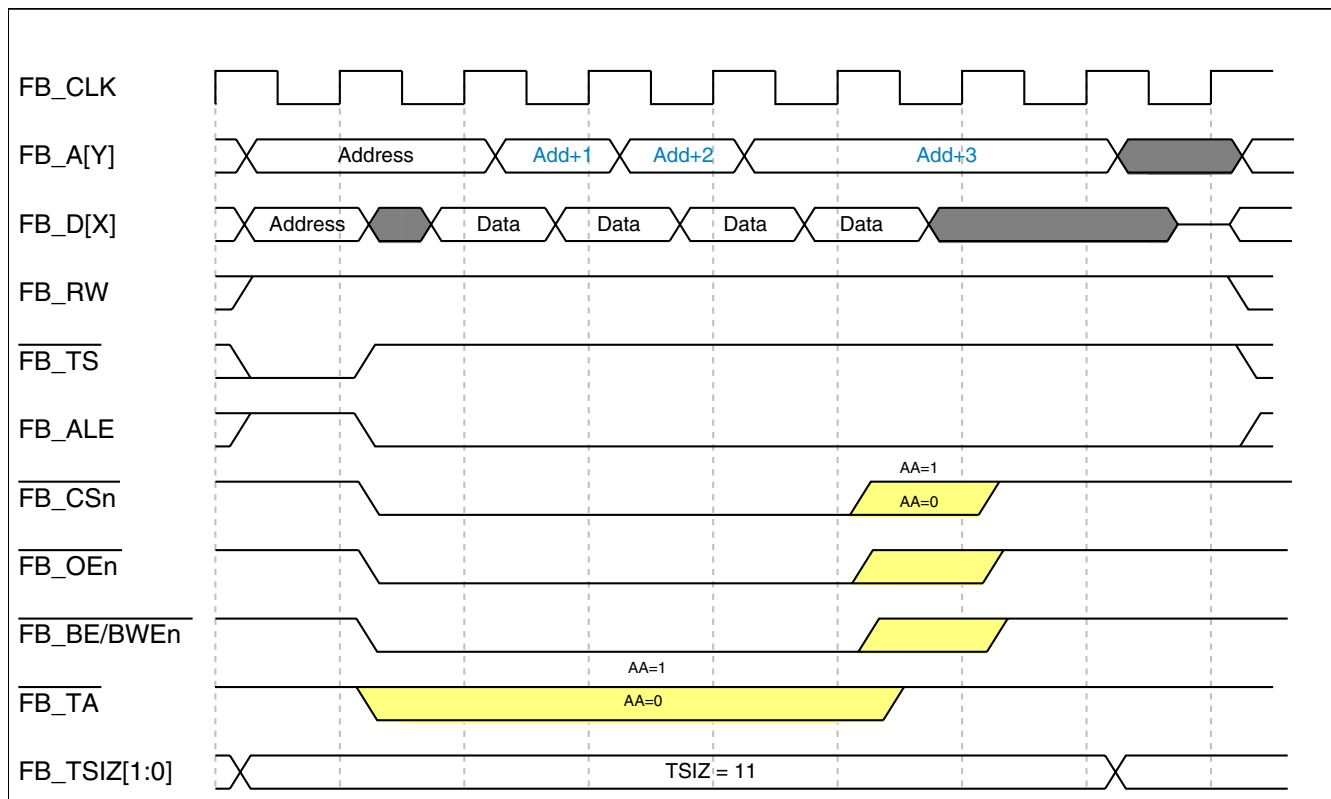 FB_CLK
FB_A[Y] Address Add+1 Add+2 Add+3
FB_D[X] Address Data Data Data Data
FB_RW
FB_TS
FB_ALE
AA=1
FB_CSn AA=0
FB_OEn
FB_BE/BWEn
AA=1
FB_TA AA=0
FB_TSIZ[1:0] TSIZ = 11